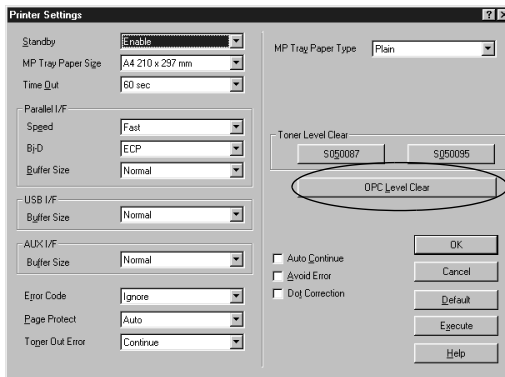 Printer Settings
Standby Enable
MP Tray Paper Size A4 210 x 297 mm
Time Out 60 sec
Parallel I/F
Speed Fast
Bi-D ECP
Buffer Size Normal
USB I/F
Buffer Size Normal
AUX I/F
Buffer Size Normal
Error Code Ignore
Page Protect Auto
Toner Out Error Continue
MP Tray Paper Type Plain
Toner Level Clear
S050087 S050095
OPC Level Clear
Auto Continue
Avoid Error
Dot Correction
OK
Cancel
Default
Execute
Help